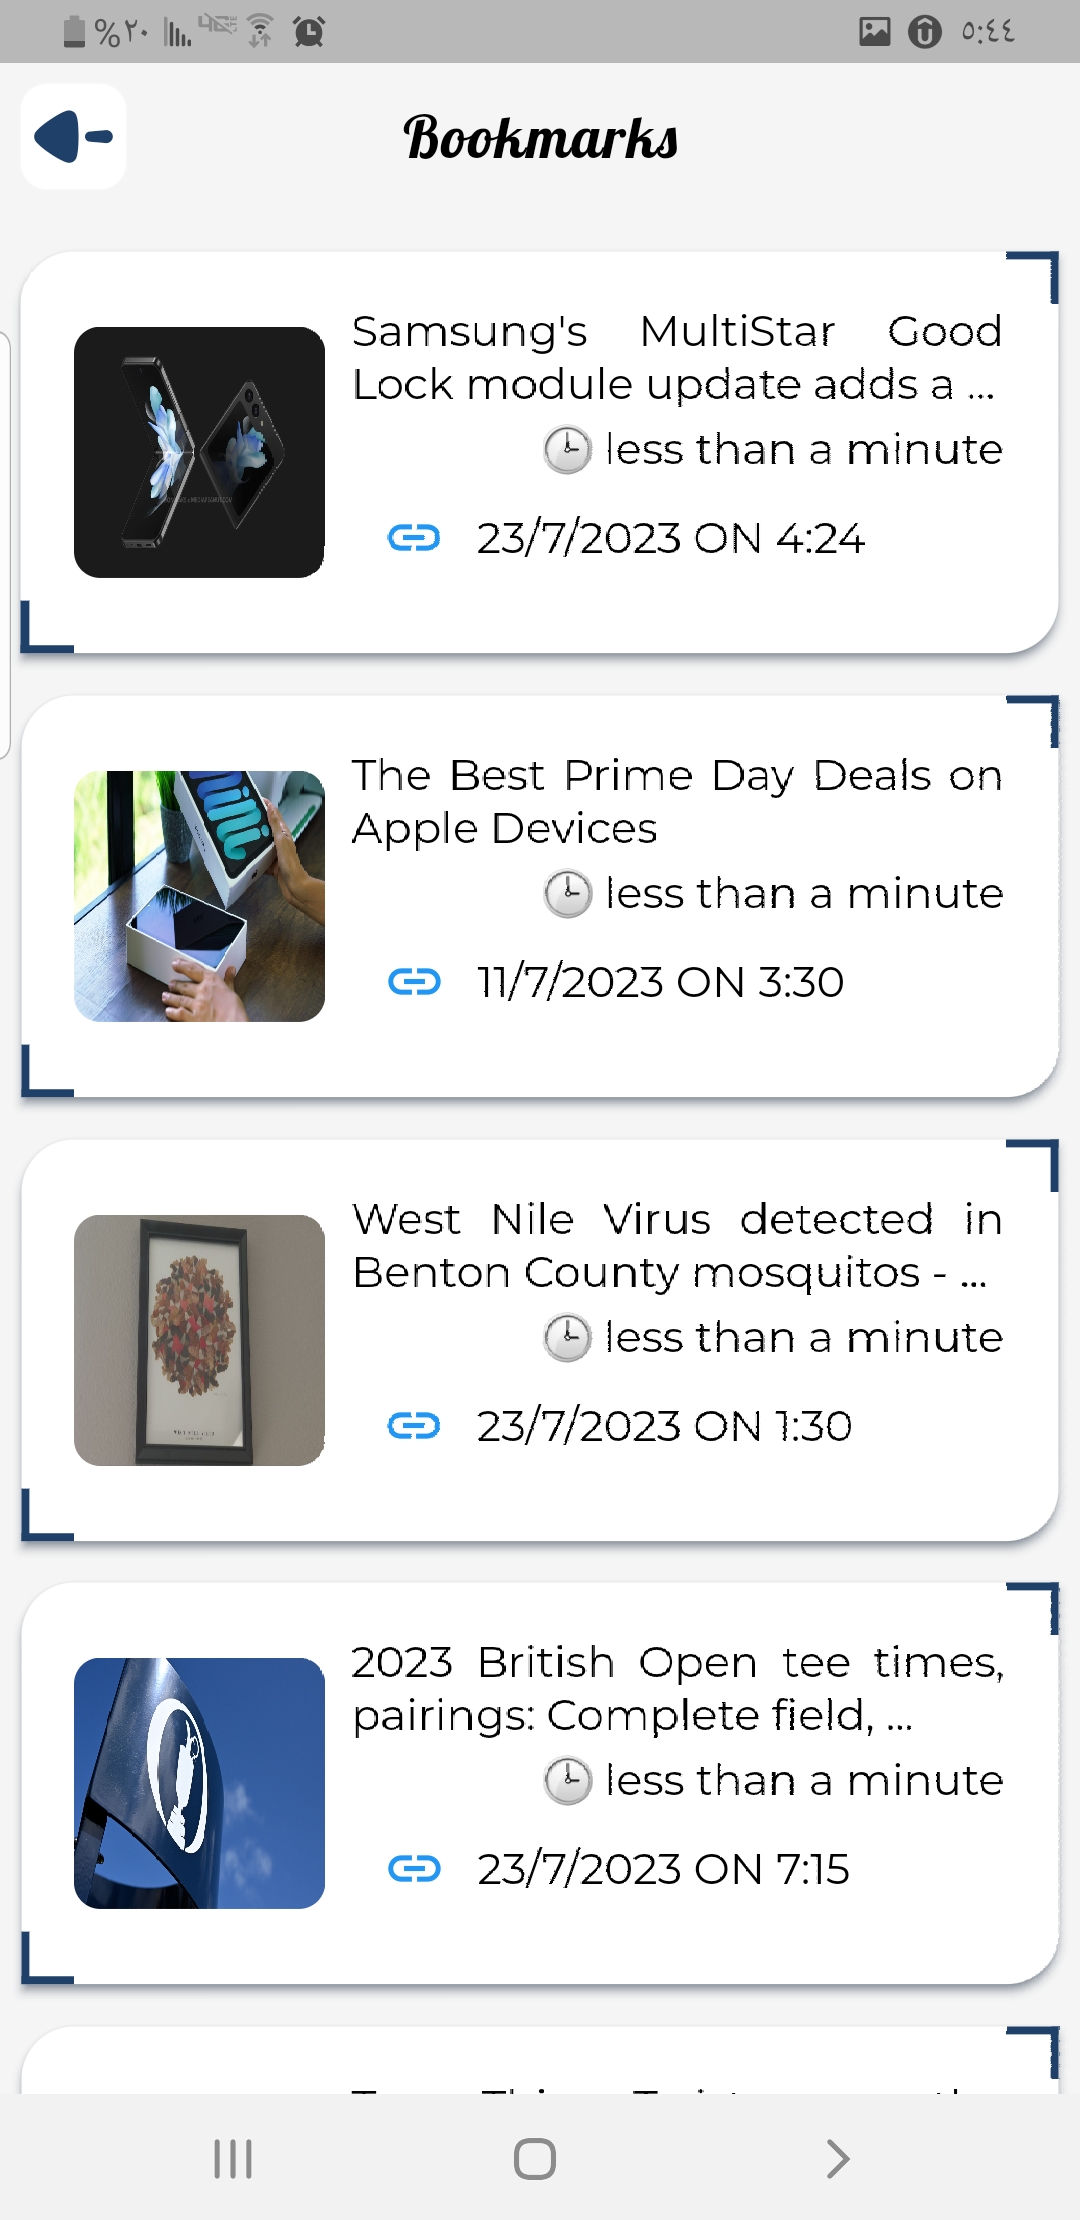 %٢٠ ٥:٤٤
Bookmarks
Samsung's MultiStar Good
Lock module update adds a ...
less than a minute
23/7/2023 ON 4:24
The Best Prime Day Deals on
Apple Devices
less than a minute
11/7/2023 ON 3:30
West Nile Virus detected in
Benton County mosquitos - ...
less than a minute
23/7/2023 ON 1:30
2023 British Open tee times,
pairings: Complete field, ...
less than a minute
23/7/2023 ON 7:15